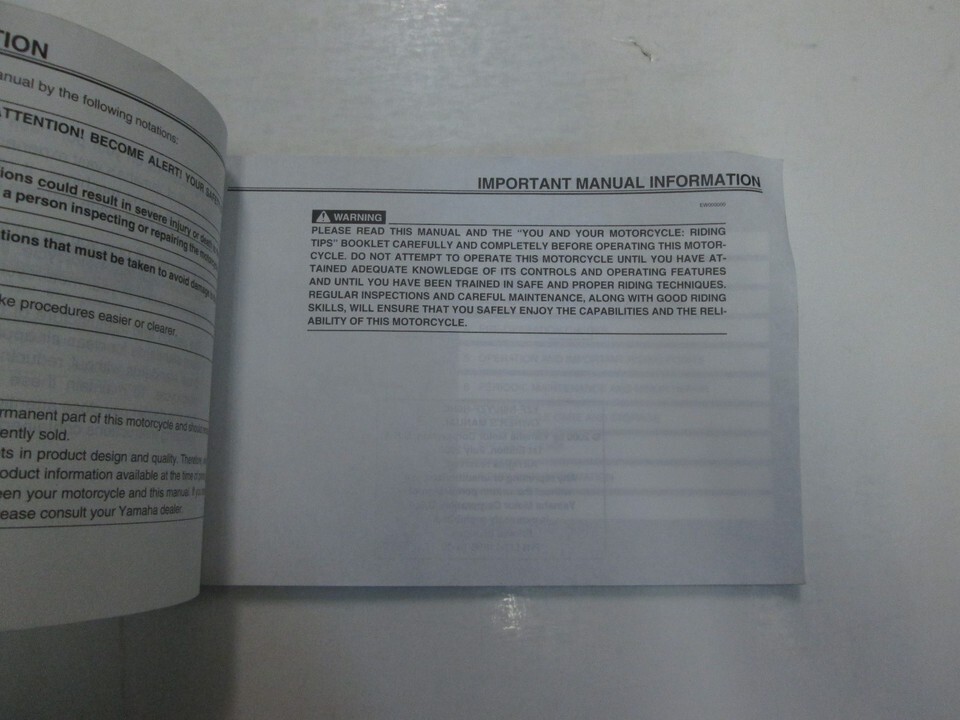 TION
anual by the following notations:
ATTENTION! BECOME ALERT! YOUR
ions could result in severe injury or
a person inspecting or repairing the
tions that must be taken to avoid damage
ke procedures easier or clearer.
rmanent part of this motorcycle and
ently sold.
ts in product design and quality. Therefore,
oduct information available at the time of
een your motorcycle and this manual. If
ease consult your Yamaha dealer.
IMPORTANT MANUAL INFORMATION
WARNING
PLEASE READ THIS MANUAL AND THE “YOU AND YOUR MOTORCYCLE: RIDING
TIPS” BOOKLET CAREFULLY AND COMPLETELY BEFORE OPERATING THIS MOTOR-
CYCLE. DO NOT ATTEMPT TO OPERATE THIS MOTORCYCLE UNTIL YOU HAVE AT-
TAINED ADEQUATE KNOWLEDGE OF ITS CONTROLS AND OPERATING FEATURES
AND UNTIL YOU HAVE BEEN TRAINED IN SAFE AND PROPER RIDING TECHNIQUES.
REGULAR INSPECTIONS AND CAREFUL MAINTENANCE, ALONG WITH GOOD RIDING
SKILLS, WILL ENSURE THAT YOU SAFELY ENJOY THE CAPABILITIES AND THE RELI-
ABILITY OF THIS MOTORCYCLE.